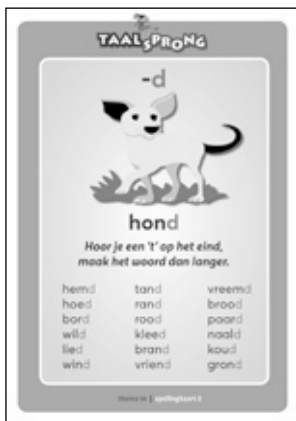 TAALSPRONG
-d
hond
Hoor je een 't' op het eind,
maak het woord dan langer.
hemd tand vreemd
hoed rand brood
bord rood paard
wild kleed naald
lied brand koud
wind vriend grond
spellingkaart